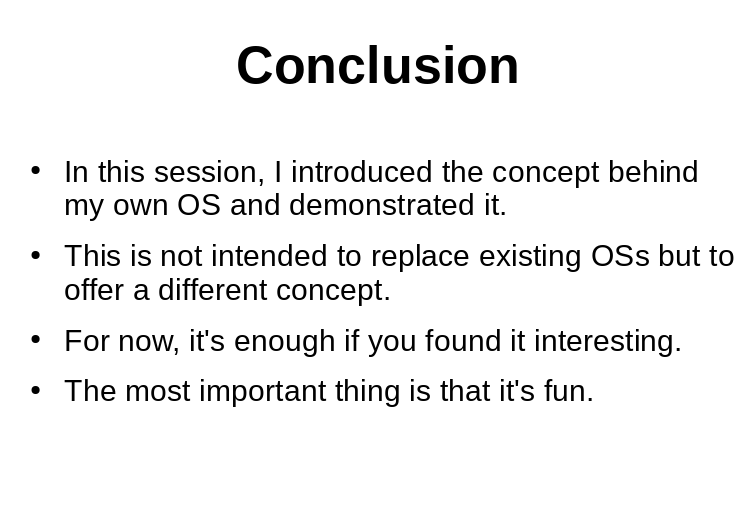 Conclusion
• In this session, I introduced the concept behind
my own OS and demonstrated it.
• This is not intended to replace existing OSs but to
offer a different concept.
• For now, it's enough if you found it interesting.
• The most important thing is that it's fun.